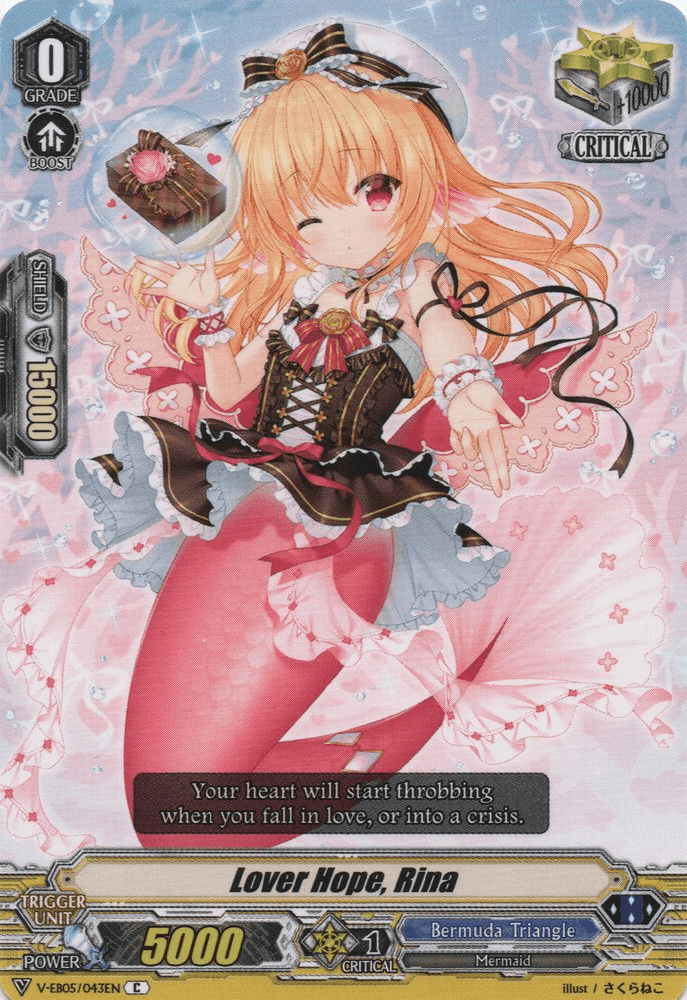 0
GRADE
BOOST
+10000
CRITICAL
SHIELD
15000
Your heart will start throbbing
when you fall in love, or into a crisis.
Lover Hope, Rina
TRIGGER
UNIT
POWER
5000
1
CRITICAL
Bermuda Triangle
Mermaid
V V-EB05/043EN C
illust / さくらねこ